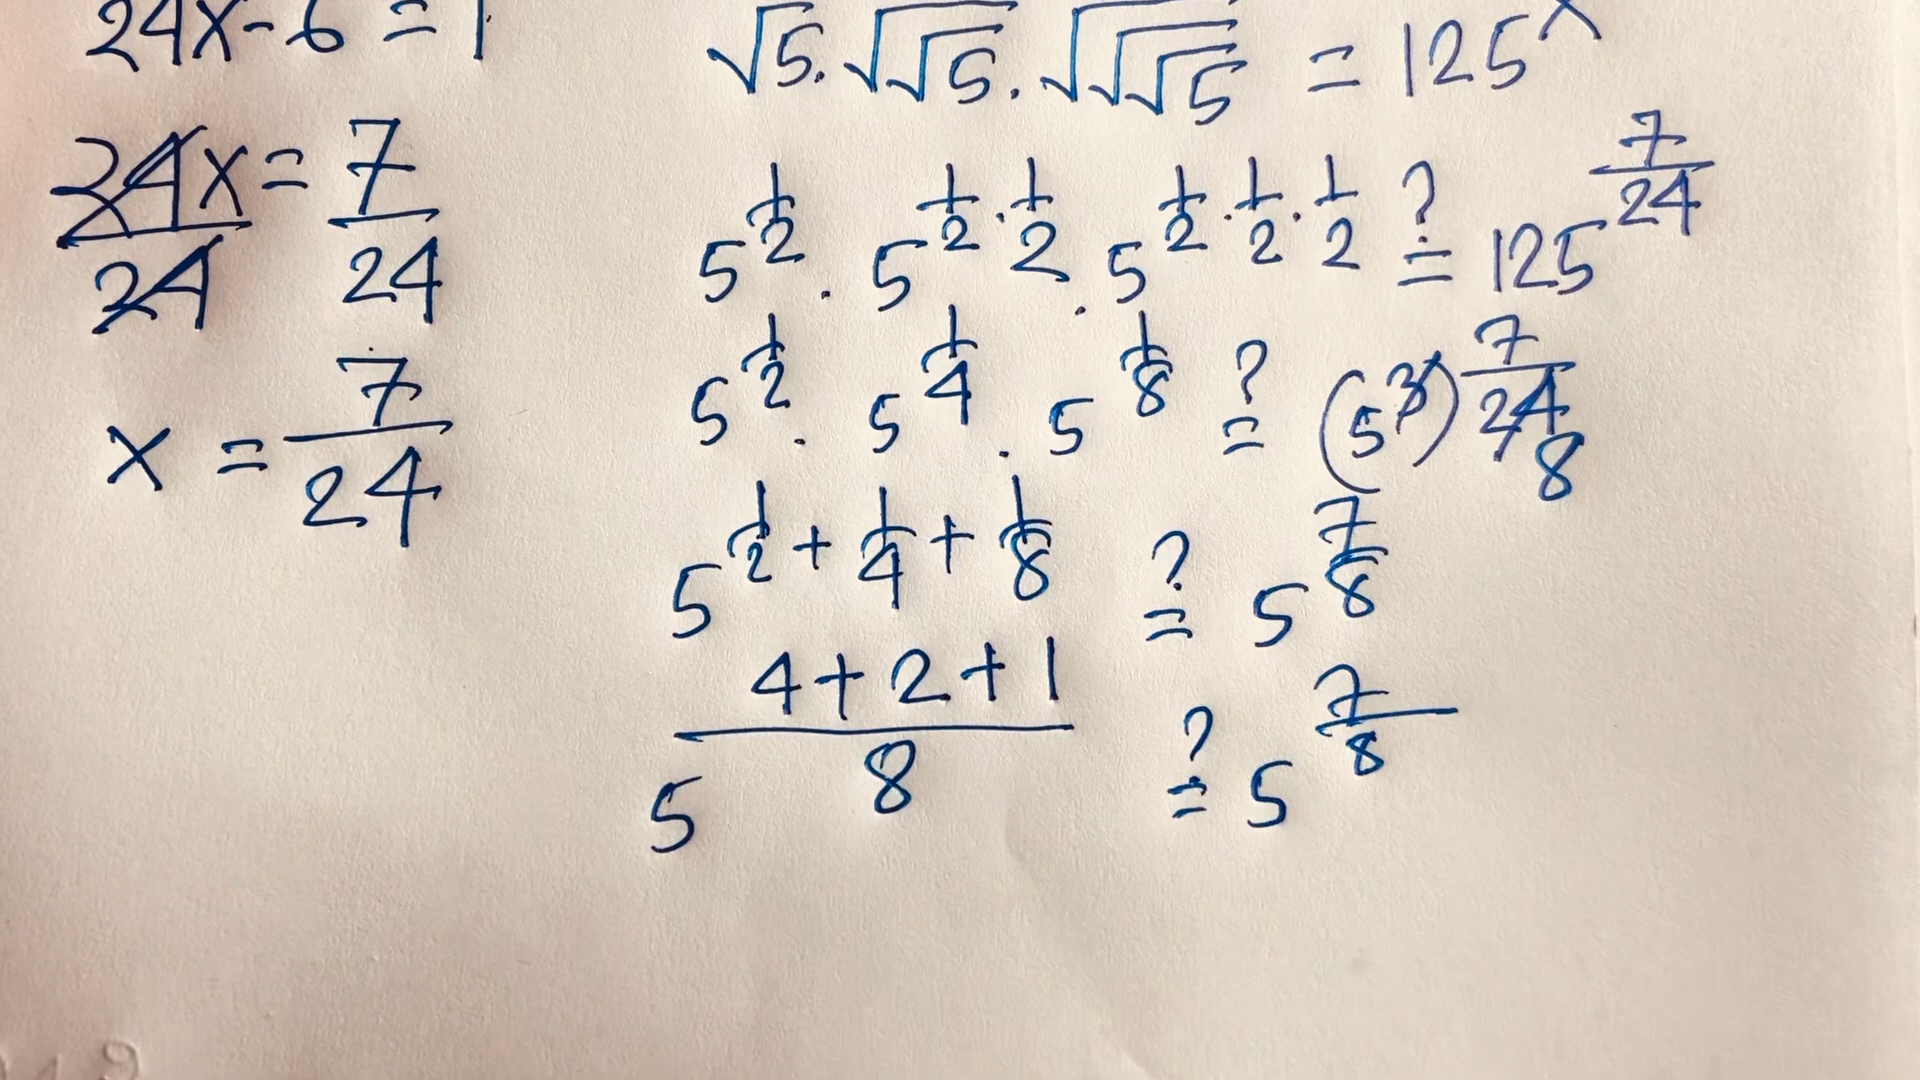 24x - 6 = 1
24x/24 = 7/24
x = 7/24
√5 . √√5 . √√√5 = 125^x
5^(1/2) . 5^(1/2 . 1/2) . 5^(1/2 . 1/2 . 1/2) ?= 125^(7/24)
5^(1/2) . 5^(1/4) . 5^(1/8) ?= (5^3)^(7/24) 8
5^(1/2 + 1/4 + 1/8) ?= 5^(7/8)
5^((4+2+1)/8) ?= 5^(7/8)